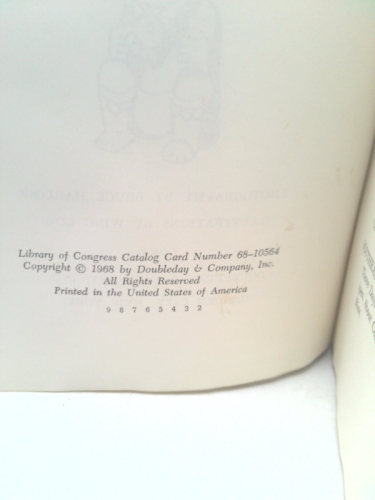 Library of Congress Catalog Card Number 68-10564
Copyright © 1968 by Doubleday & Company, Inc.
All Rights Reserved
Printed in the United States of America
9 8 7 6 5 4 3 2